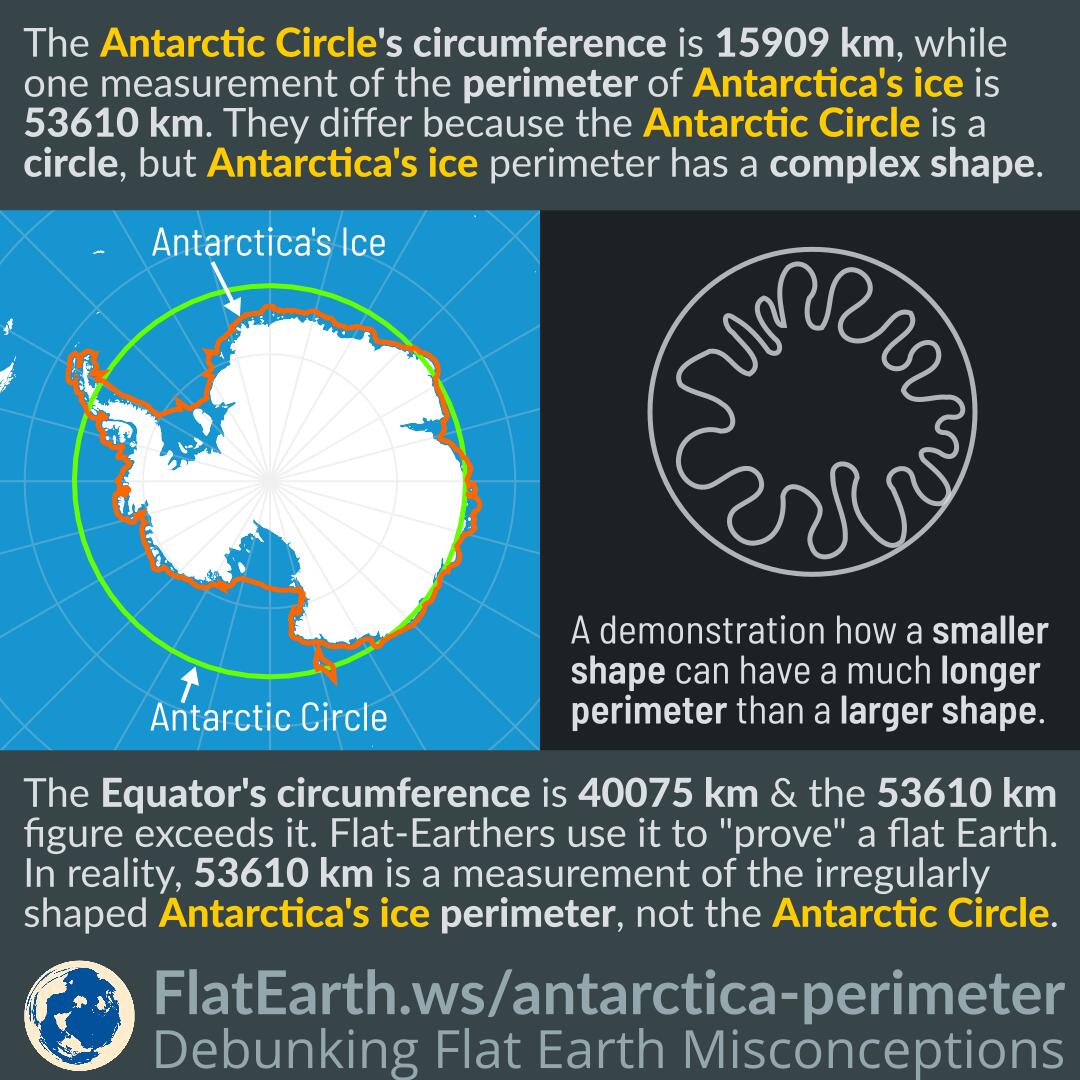 The Antarctic Circle's circumference is 15909 km, while
one measurement of the perimeter of Antarctica's ice is
53610 km. They differ because the Antarctic Circle is a
circle, but Antarctica's ice perimeter has a complex shape.
Antarctica's Ice
Antarctic Circle
A demonstration how a smaller
shape can have a much longer
perimeter than a larger shape.
The Equator's circumference is 40075 km & the 53610 km
figure exceeds it. Flat-Earthers use it to "prove" a flat Earth.
In reality, 53610 km is a measurement of the irregularly
shaped Antarctica's ice perimeter, not the Antarctic Circle.
FlatEarth.ws/antarctica-perimeter
Debunking Flat Earth Misconceptions